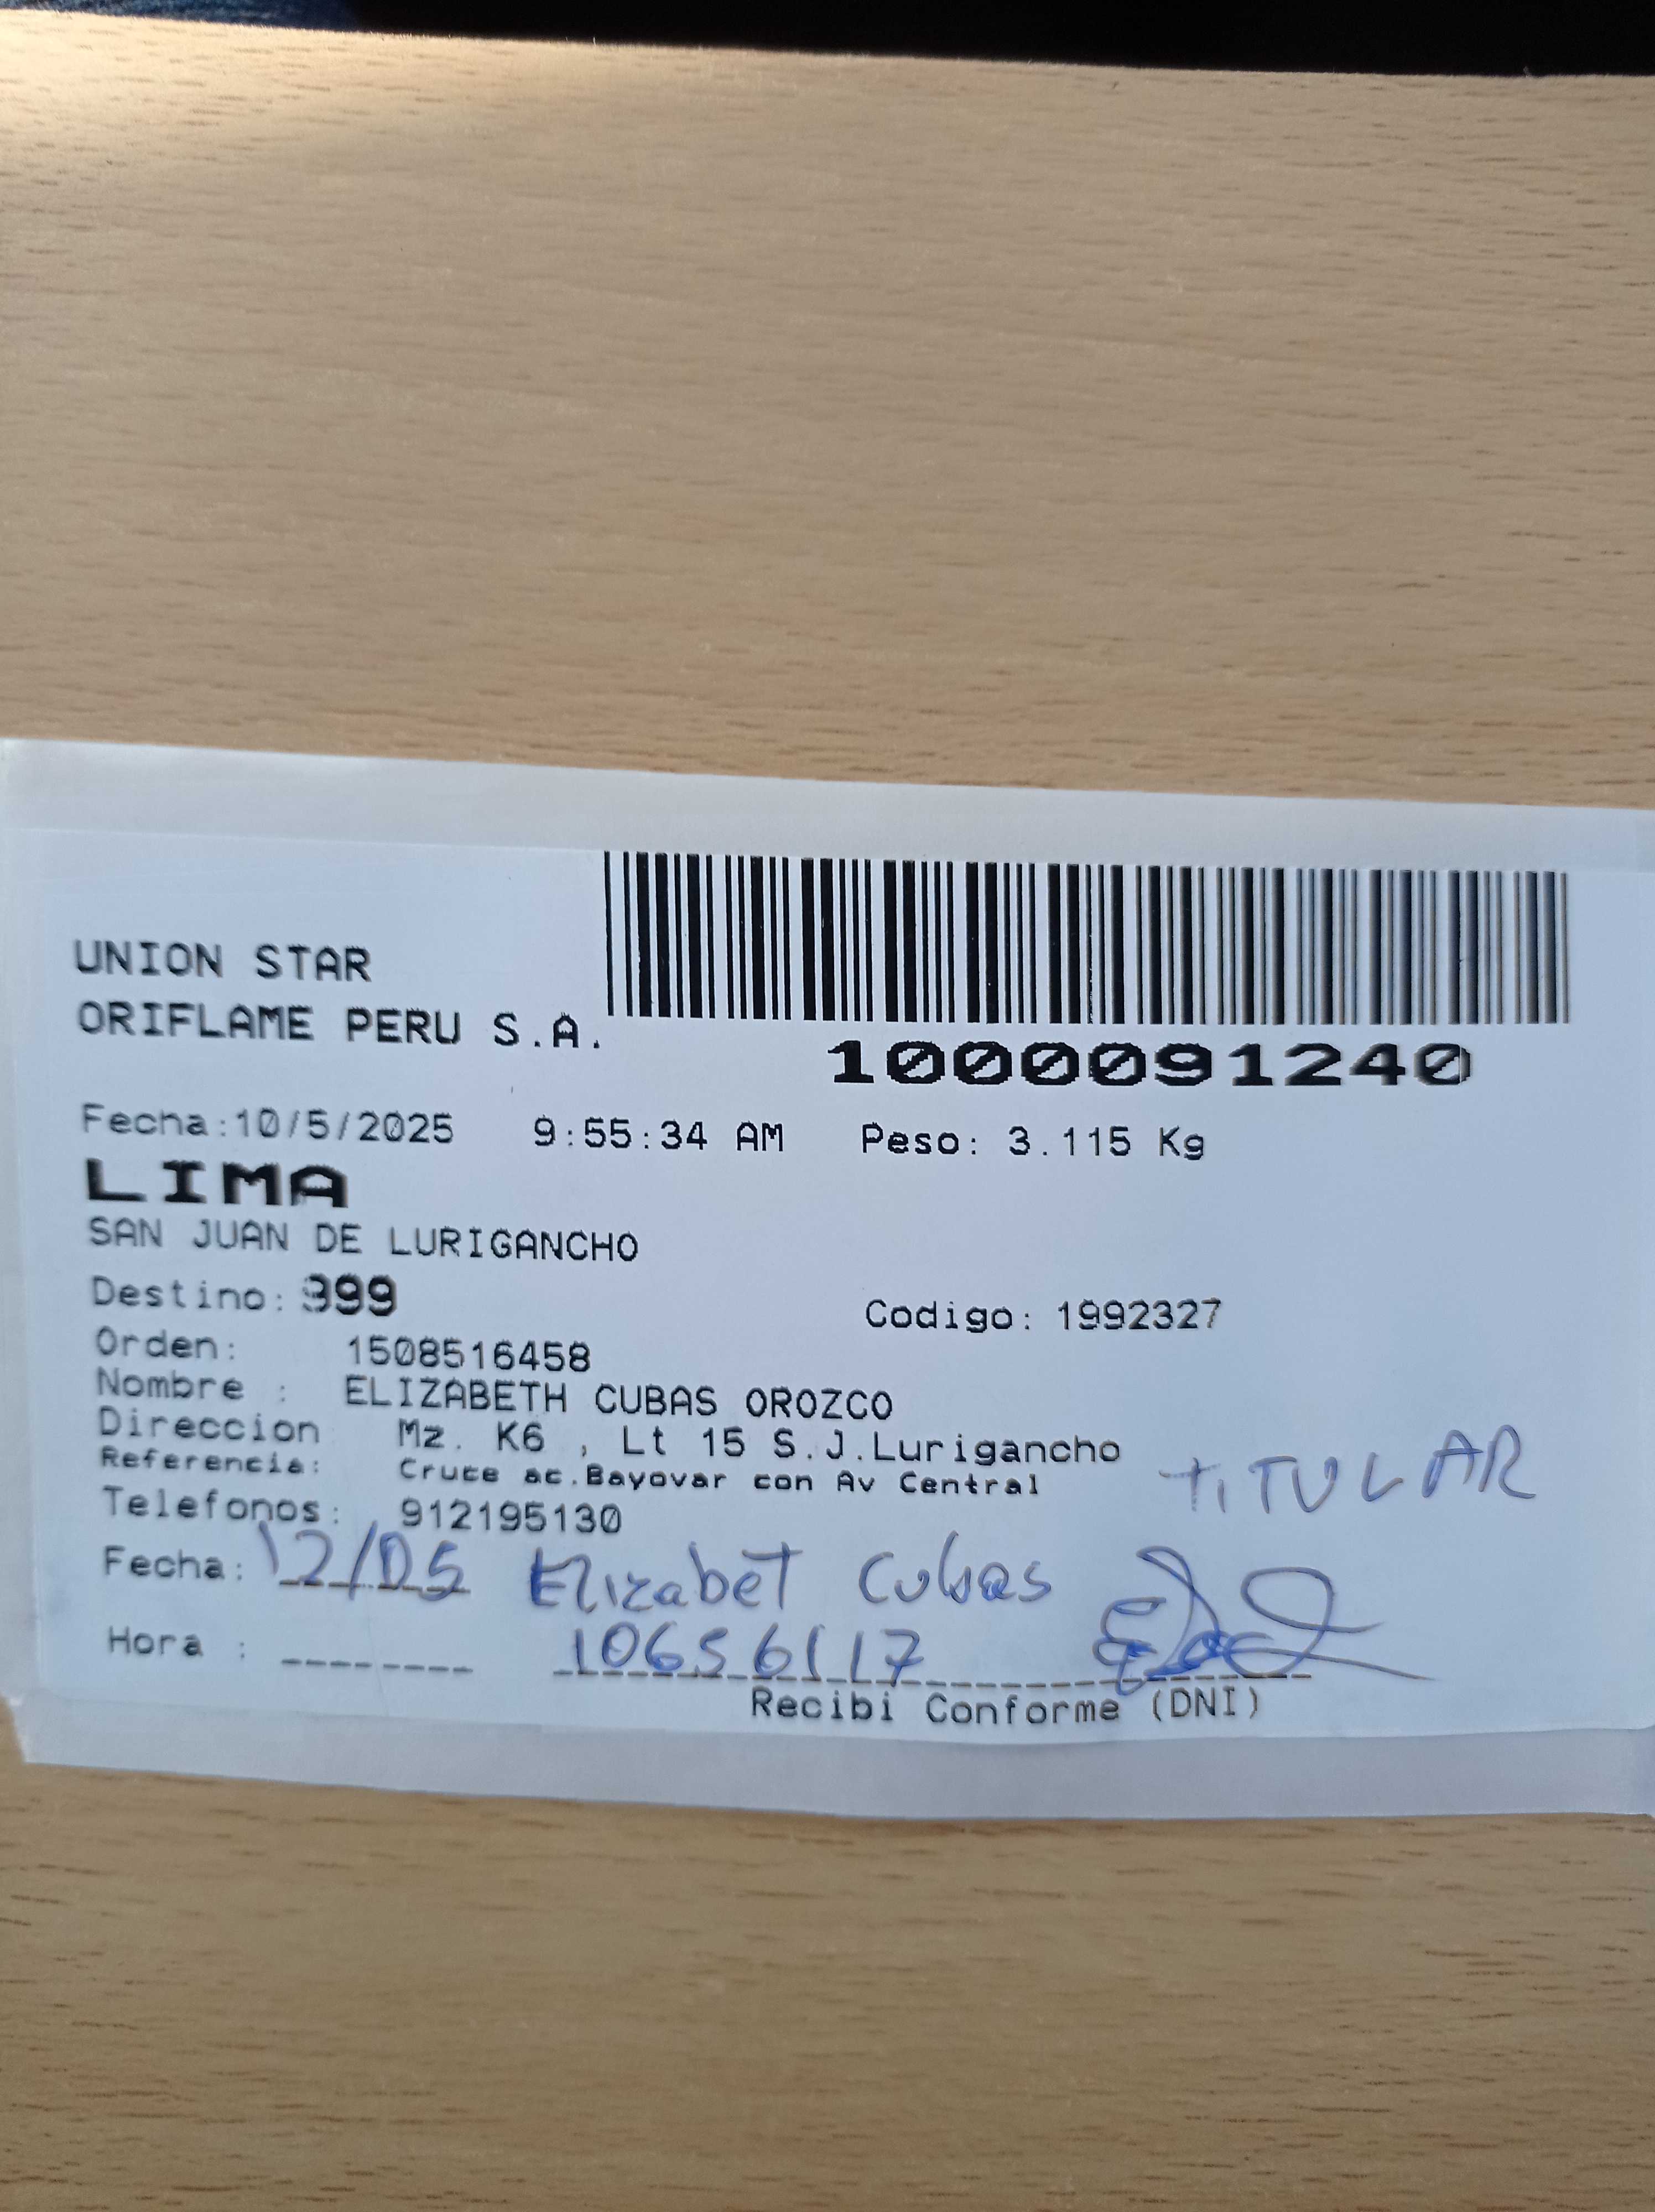 UNION STAR
ORIFLAME PERU S.A.
1000091240
Fecha:10/5/2025 9:55:34 AM Peso: 3.115 Kg
LIMA
SAN JUAN DE LURIGANCHO
Destino: 999 Codigo: 1992327
Orden: 1508516458
Nombre : ELIZABETH CUBAS OROZCO
Direccion Mz. K6 , Lt 15 S.J.Lurigancho
Referencia: Cruce ac.Bayovar con Av Central
TITULAR
Telefonos: 912195130
Fecha: 12/05 Elizabet Cubas
Hora : 10656117
Recibi Conforme (DNI)